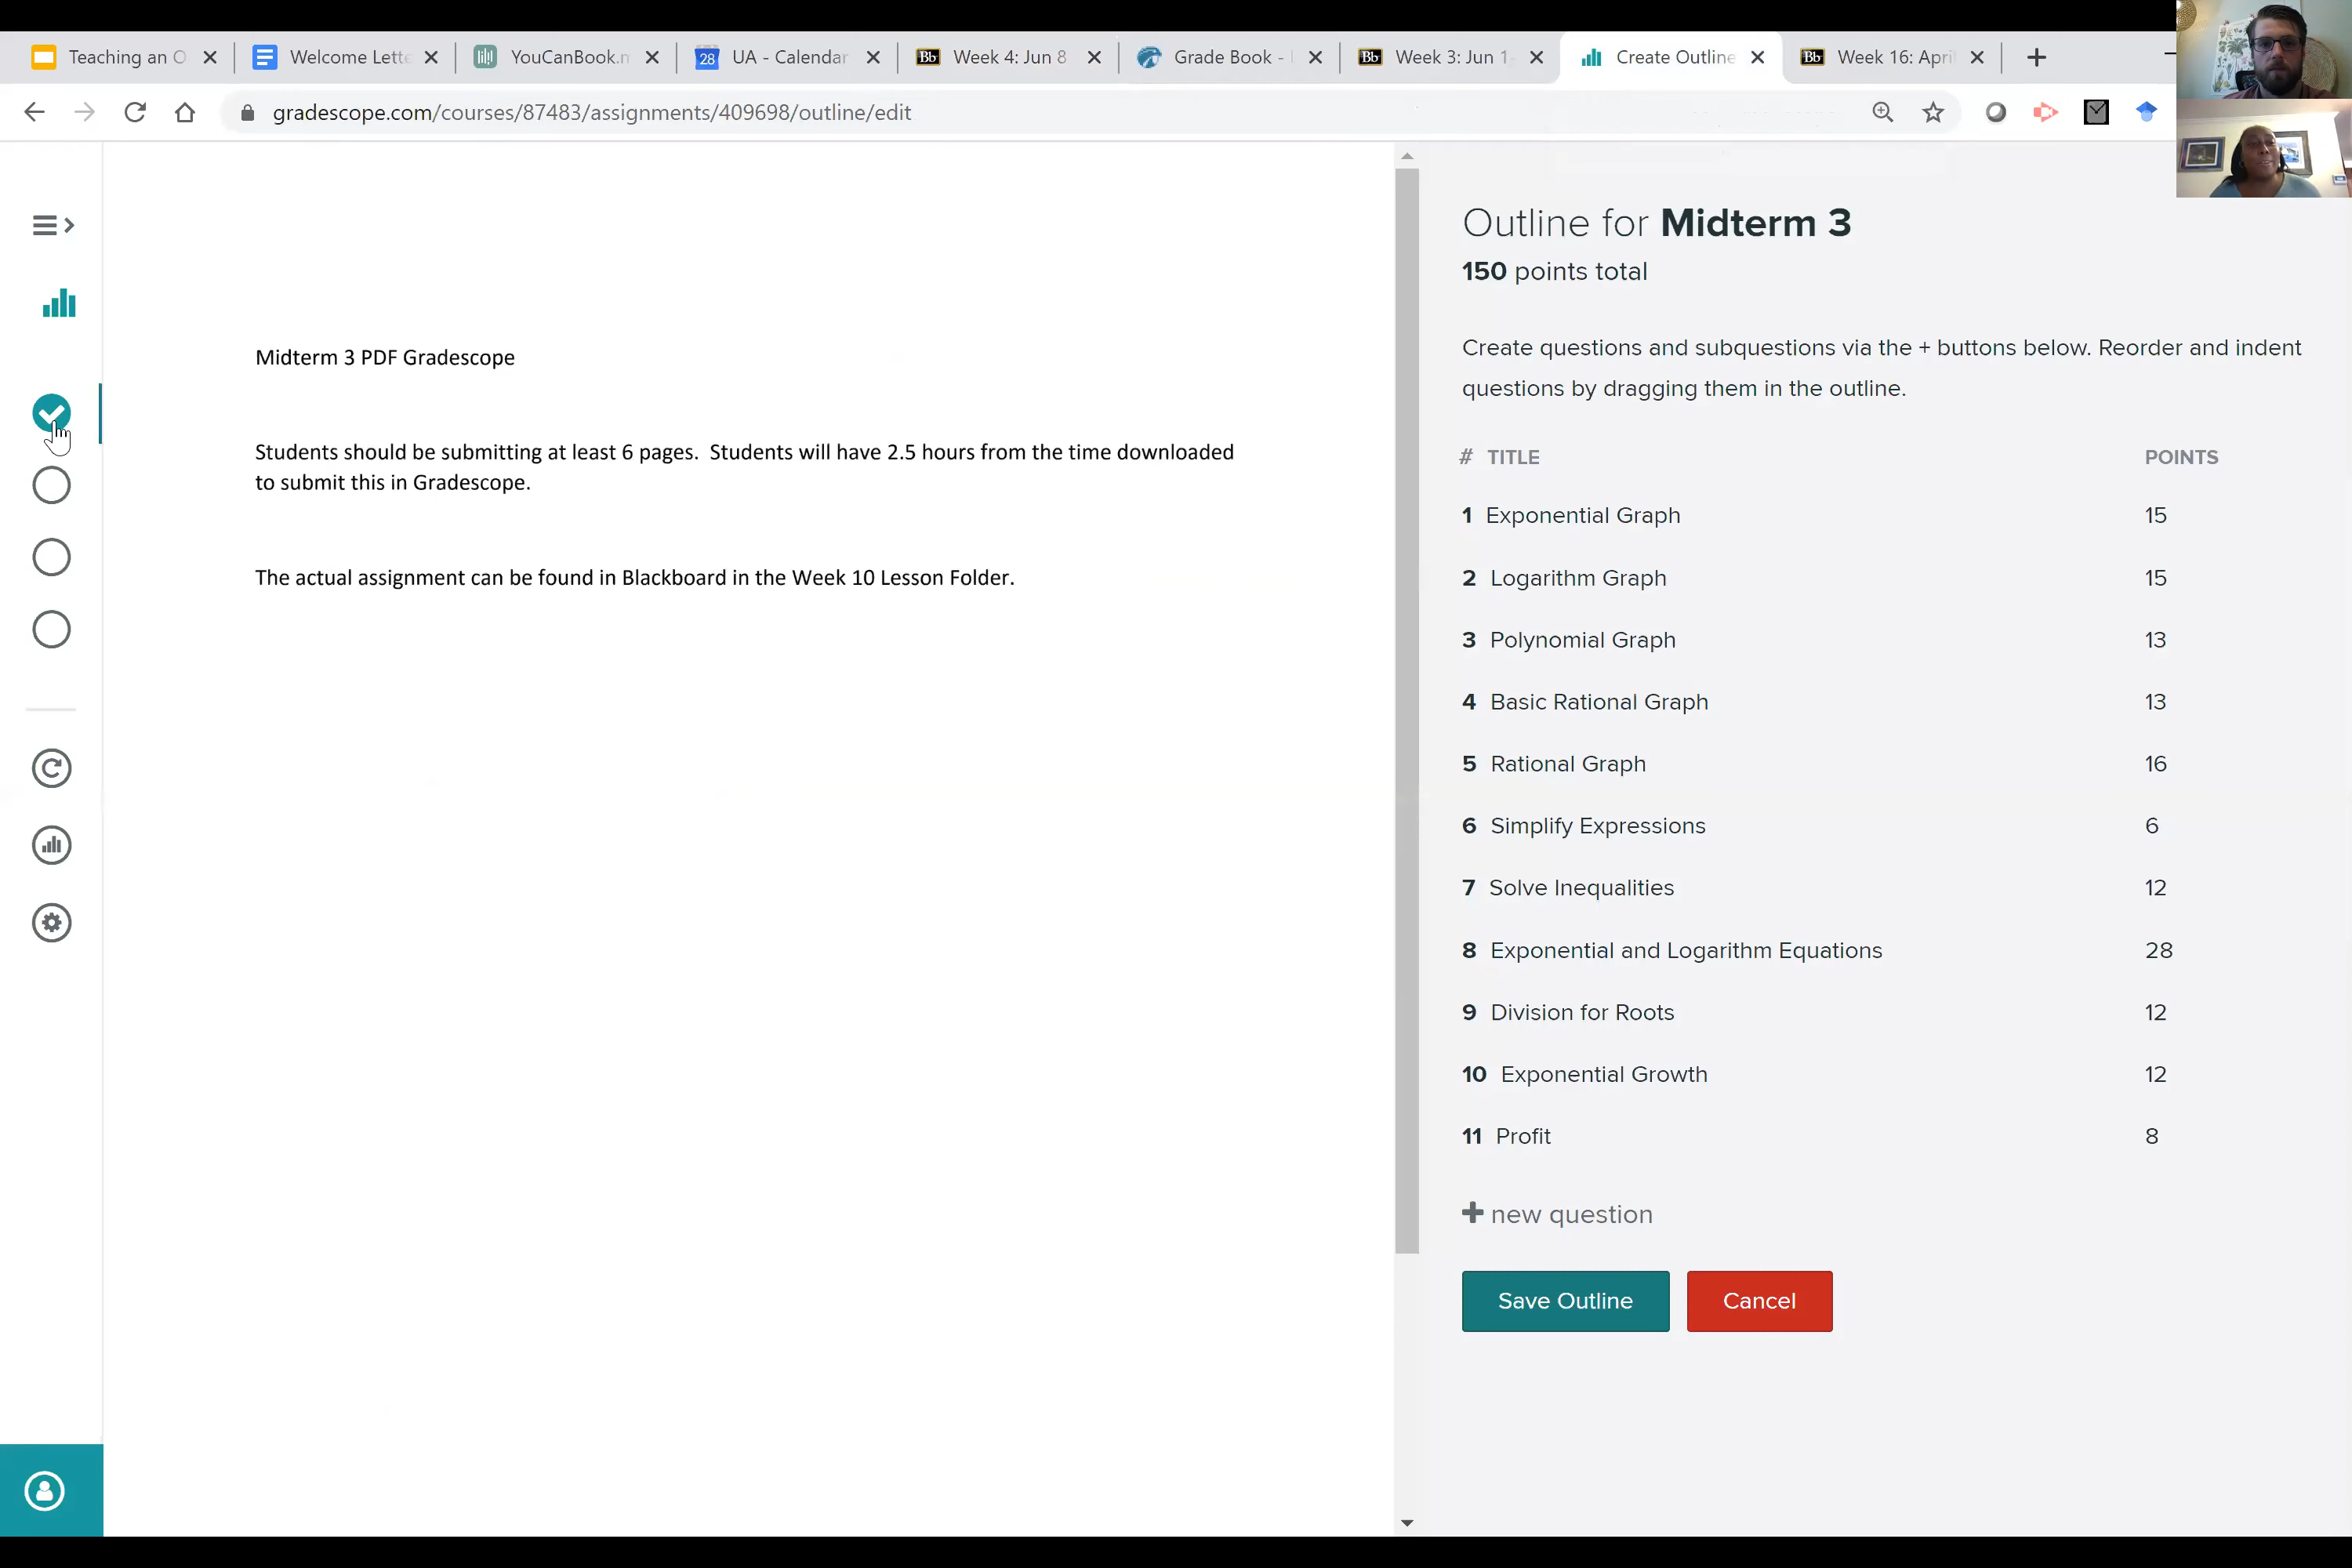 Teaching an O
Welcome Lette
YouCanBook.m
28
UA - Calendar
Bb
Week 4: Jun 8
Grade Book -
Bb
Week 3: Jun 1
Create Outline
Bb
Week 16: Apri
gradescope.com/courses/87483/assignments/409698/outline/edit
Midterm 3 PDF Gradescope
Students should be submitting at least 6 pages. Students will have 2.5 hours from the time downloaded
to submit this in Gradescope.
The actual assignment can be found in Blackboard in the Week 10 Lesson Folder.
Outline for Midterm 3
150 points total
Create questions and subquestions via the + buttons below. Reorder and indent
questions by dragging them in the outline.
# TITLE POINTS
1 Exponential Graph 15
2 Logarithm Graph 15
3 Polynomial Graph 13
4 Basic Rational Graph 13
5 Rational Graph 16
6 Simplify Expressions 6
7 Solve Inequalities 12
8 Exponential and Logarithm Equations 28
9 Division for Roots 12
10 Exponential Growth 12
11 Profit 8
+ new question
Save Outline
Cancel